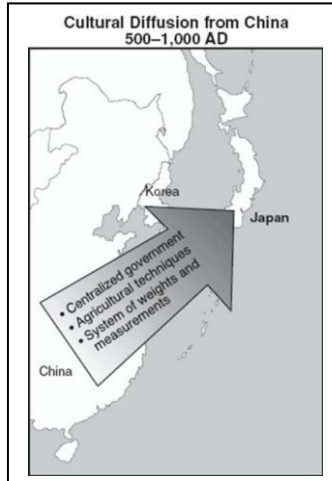 Cultural Diffusion from China
500–1,000 AD
Korea
Japan
• Centralized government
• Agricultural techniques
• System of weights and
measurements
China